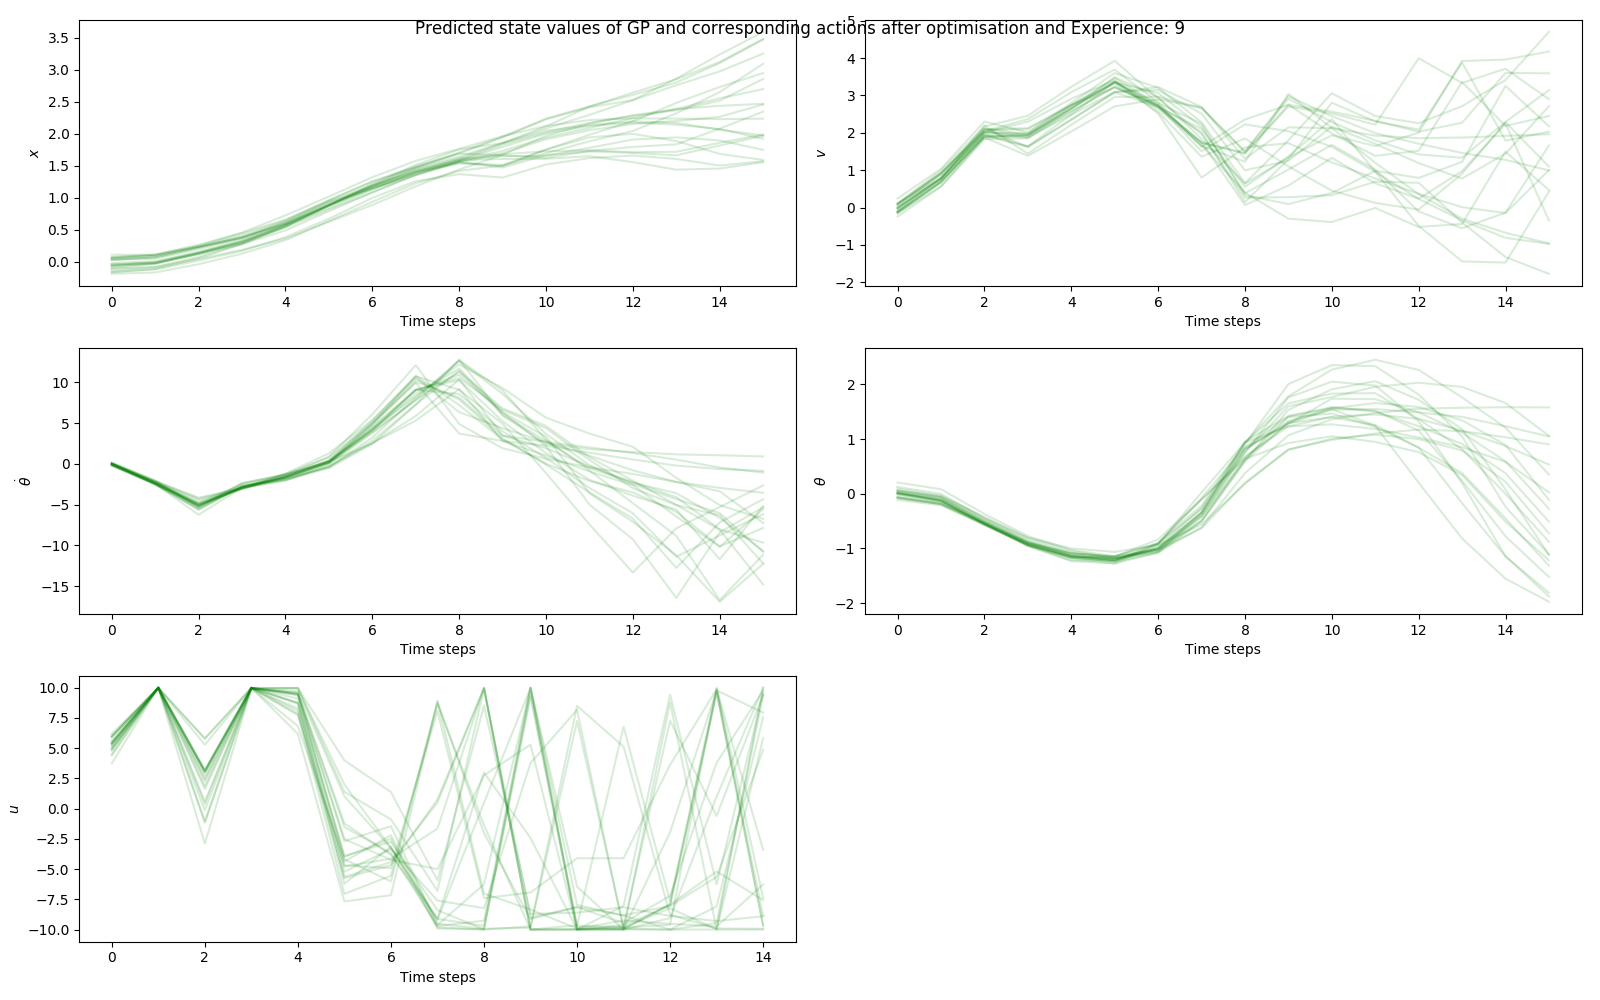 Predicted state values of GP and corresponding actions after optimisation and Experience: 9
3.5
3.0
2.5
2.0
1.5
1.0
0.5
0.0
x
0 2 4 6 8 10 12 14
Time steps
5
4
3
2
1
0
−1
−2
v
0 2 4 6 8 10 12 14
Time steps
10
5
0
−5
−10
−15
θ̇
0 2 4 6 8 10 12 14
Time steps
2
1
0
−1
−2
θ
0 2 4 6 8 10 12 14
Time steps
10.0
7.5
5.0
2.5
0.0
−2.5
−5.0
−7.5
−10.0
u
0 2 4 6 8 10 12 14
Time steps